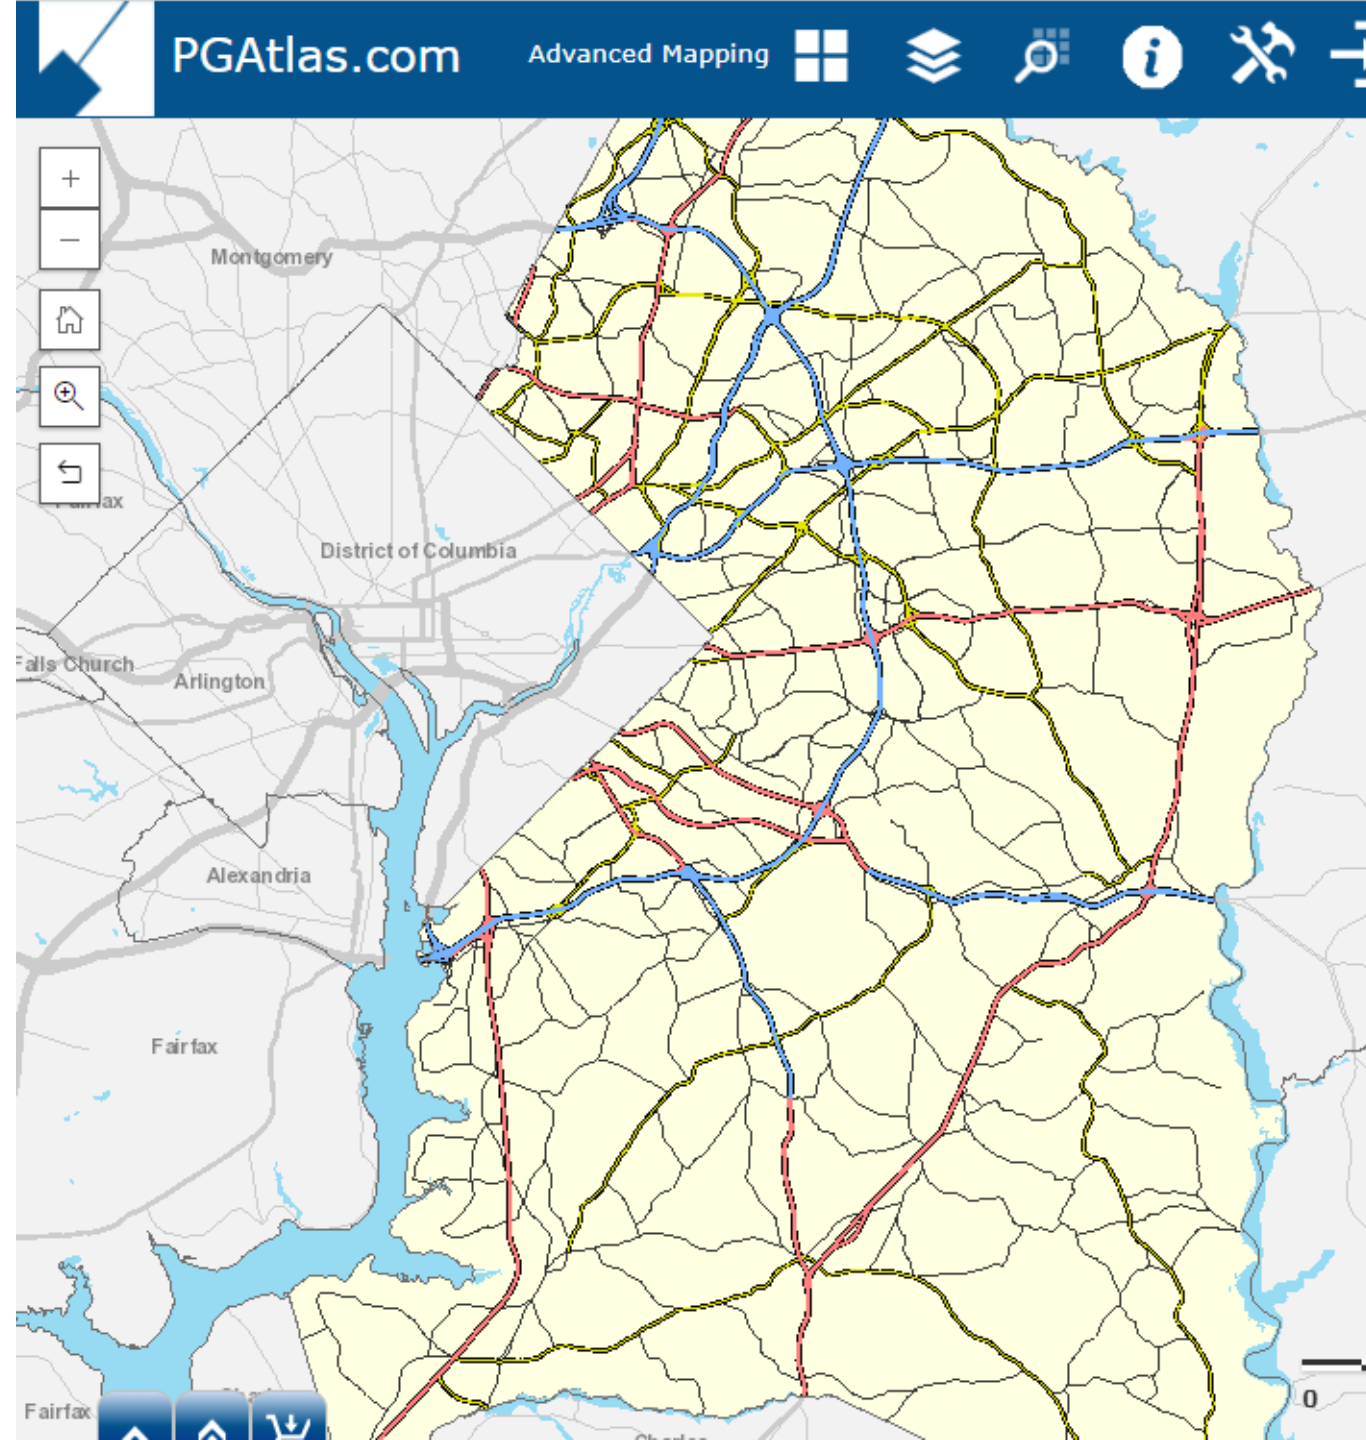 PGAtlas.com
Advanced Mapping
Montgomery
District of Columbia
Falls Church
Arlington
Alexandria
Fairfax
Fairfax
0